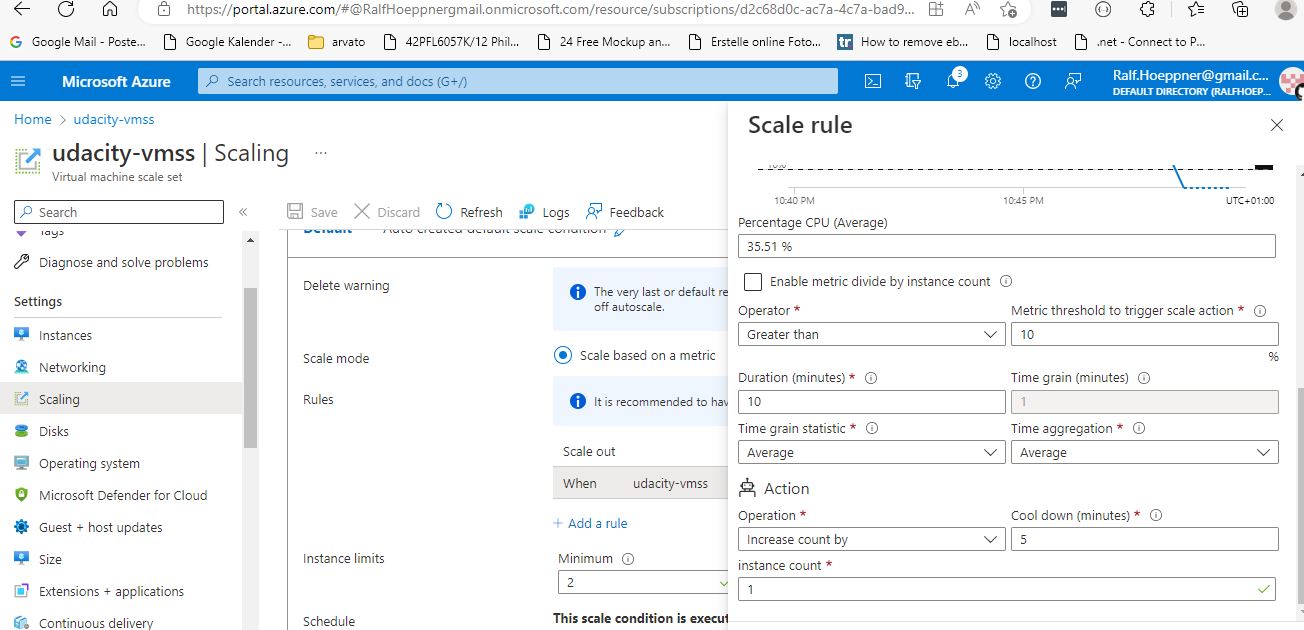 https://portal.azure.com/#@RalfHoeppnergmail.onmicrosoft.com/resource/subscriptions/d2c68d0c-ac7a-4c7a-bad9...
Google Mail - Poste... Google Kalender -... arvato 42PFL6057K/12 Phil... 24 Free Mockup an... Erstelle online Foto... tr How to remove eb... localhost .net - Connect to P...
Microsoft Azure Search resources, services, and docs (G+/) 3 Ralf.Hoeppner@gmail.c...
DEFAULT DIRECTORY (RALFHOEP...
Home > udacity-vmss
udacity-vmss | Scaling ...
Virtual machine scale set
Search «
Tags
Diagnose and solve problems
Settings
Instances
Networking
Scaling
Disks
Operating system
Microsoft Defender for Cloud
Guest + host updates
Size
Extensions + applications
Continuous delivery
Save Discard Refresh Logs Feedback
Default Auto created default scale condition
Delete warning
The very last or default re
off autoscale.
Scale mode
Scale based on a metric
Rules
It is recommended to hav
Scale out
When udacity-vmss
+ Add a rule
Instance limits
Minimum
2
Schedule
This scale condition is execut
Scale rule
10:40 PM 10:45 PM UTC+01:00
Percentage CPU (Average)
35.51 %
Enable metric divide by instance count
Operator * Metric threshold to trigger scale action *
Greater than 10
%
Duration (minutes) * Time grain (minutes)
10 1
Time grain statistic * Time aggregation *
Average Average
Action
Operation * Cool down (minutes) *
Increase count by 5
instance count *
1